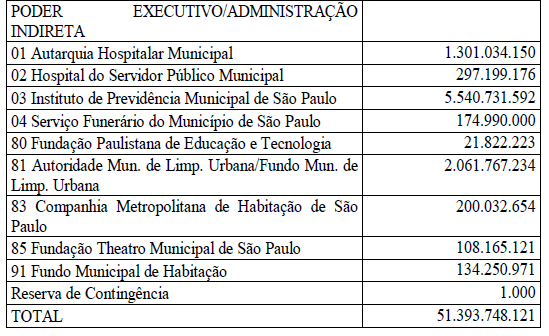 PODER EXECUTIVO/ADMINISTRAÇÃO
INDIRETA
01 Autarquia Hospitalar Municipal 1.301.034.150
02 Hospital do Servidor Público Municipal 297.199.176
03 Instituto de Previdência Municipal de São Paulo 5.540.731.592
04 Serviço Funerário do Município de São Paulo 174.990.000
80 Fundação Paulistana de Educação e Tecnologia 21.822.223
81 Autoridade Mun. de Limp. Urbana/Fundo Mun. de 2.061.767.234
Limp. Urbana
83 Companhia Metropolitana de Habitação de São 200.032.654
Paulo
85 Fundação Theatro Municipal de São Paulo 108.165.121
91 Fundo Municipal de Habitação 134.250.971
Reserva de Contingência 1.000
TOTAL 51.393.748.121